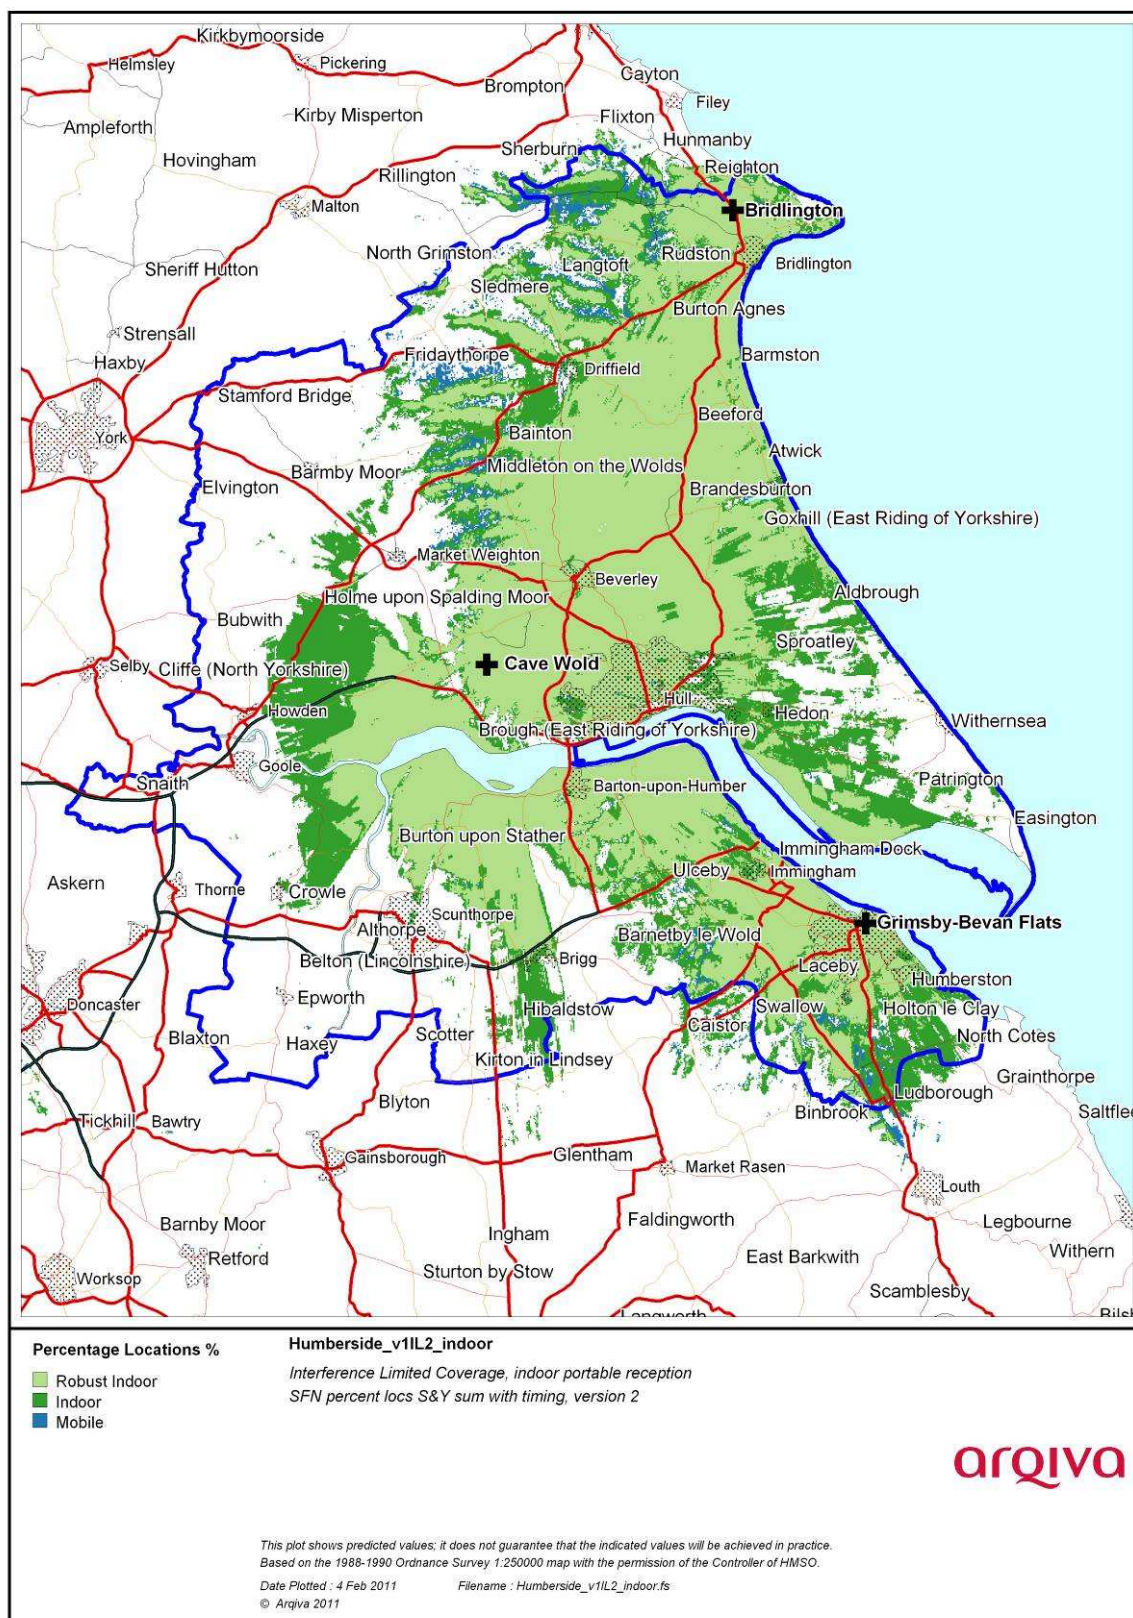 Kirkbymoorside
Helmsley
Pickering
Cayton
Brompton
Filey
Ampleforth
Kirby Misperton
Flixton
Hunmanby
Hovingham
Sherburn
Reighton
Rillington
Malton
Bridlington
North Grimston
Rudston
Sheriff Hutton
Langtoft
Bridlington
Sledmere
Burton Agnes
Strensall
Haxby
Fridaythorpe
Barmston
Driffield
Stamford Bridge
Beeford
York
Bainton
Atwick
Barmby Moor
Middleton on the Wolds
Elvington
Brandesburton
Goxhill (East Riding of Yorkshire)
Market Weighton
Beverley
Holme upon Spalding Moor
Aldbrough
Bubwith
Sproatley
Selby
Cliffe (North Yorkshire)
Cave Wold
Hull
Howden
Hedon
Withernsea
Brough (East Riding of Yorkshire)
Goole
Snaith
Patrington
Barton-upon-Humber
Easington
Burton upon Stather
Immingham Dock
Ulceby
Immingham
Askern
Thorne
Crowle
Scunthorpe
Althorpe
Grimsby-Bevan Flats
Barnetby le Wold
Belton (Lincolnshire)
Brigg
Laceby
Humberston
Doncaster
Epworth
Hibaldstow
Swallow
Holton le Clay
Caistor
Blaxton
Haxey
Scotter
North Cotes
Kirton in Lindsey
Grainthorpe
Ludborough
Blyton
Binbrook
Saltflee
Tickhill
Bawtry
Gainsborough
Glentham
Market Rasen
Louth
Barnby Moor
Faldingworth
Legbourne
Retford
Ingham
East Barkwith
Withern
Worksop
Sturton by Stow
Scamblesby
Langworth
Bilsb
Percentage Locations %
Robust Indoor
Indoor
Mobile
Humberside_v1IL2_indoor
Interference Limited Coverage, indoor portable reception
SFN percent locs S&Y sum with timing, version 2
arqiva
This plot shows predicted values; it does not guarantee that the indicated values will be achieved in practice.
Based on the 1988-1990 Ordnance Survey 1:250000 map with the permission of the Controller of HMSO.
Date Plotted : 4 Feb 2011 Filename : Humberside_v1IL2_indoor.fs
© Arqiva 2011